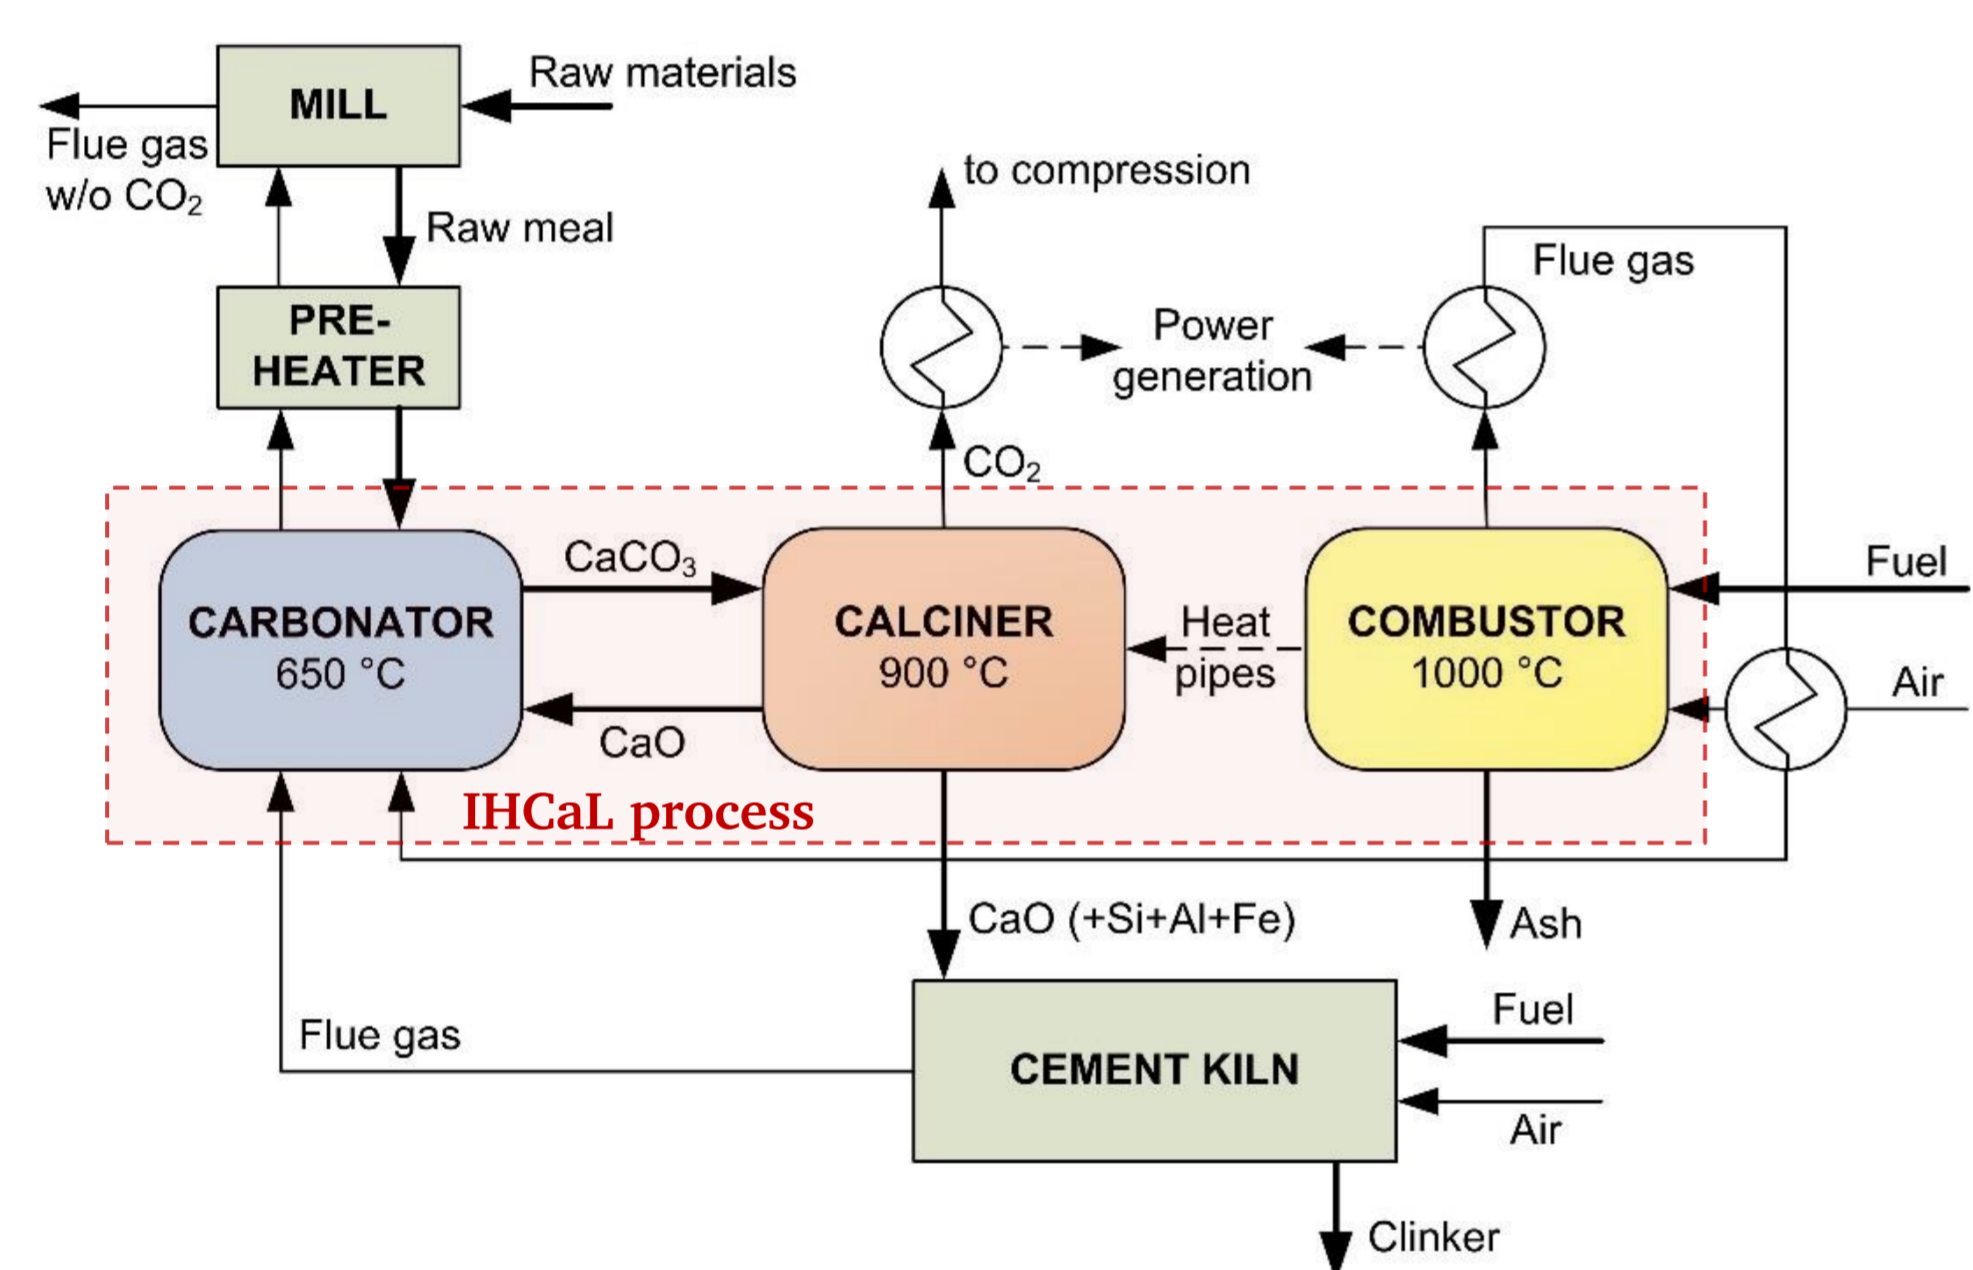 MILL
Raw materials
Flue gas
w/o CO₂
Raw meal
to compression
PRE-
HEATER
Power
generation
Flue gas
CO₂
CARBONATOR
650 °C
CaCO₃
CaO
CALCINER
900 °C
Heat
pipes
COMBUSTOR
1000 °C
Fuel
Air
IHCaL process
CaO (+Si+Al+Fe)
Ash
Flue gas
CEMENT KILN
Fuel
Air
Clinker